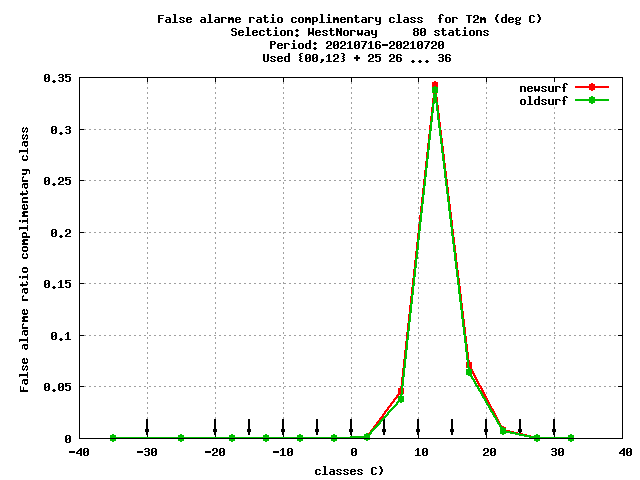 False alarme ratio complimentary class  for T2m (deg C)
Selection: WestNorway     80 stations
Period: 20210716-20210720
Used {00,12} + 25 26 ... 36
newsurf
oldsurf
False alarme ratio complimentary class
0.35
0.3
0.25
0.2
0.15
0.1
0.05
0
-40 -30 -20 -10 0 10 20 30 40
classes C)